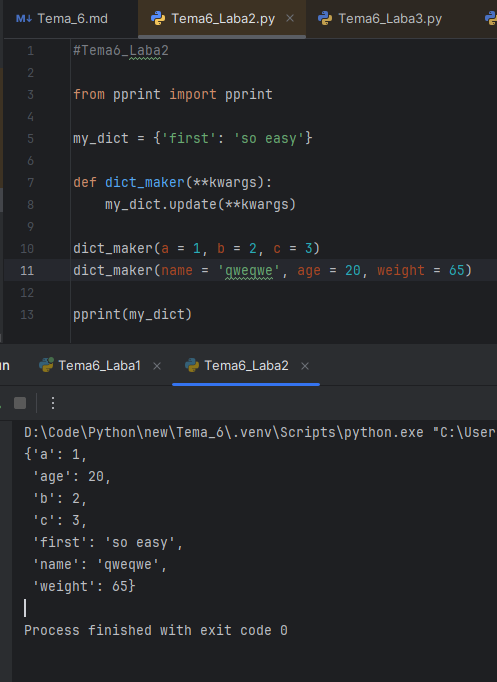 M↓ Tema_6.md Tema6_Laba2.py × Tema6_Laba3.py
1 #Tema6_Laba2
2
3 from pprint import pprint
4
5 my_dict = {'first': 'so easy'}
6
7 def dict_maker(**kwargs):
8 my_dict.update(**kwargs)
9
10 dict_maker(a = 1, b = 2, c = 3)
11 dict_maker(name = 'qweqwe', age = 20, weight = 65)
12
13 pprint(my_dict)
un Tema6_Laba1 × Tema6_Laba2 ×
D:\Code\Python\new\Tema_6\.venv\Scripts\python.exe "C:\User
{'a': 1,
'age': 20,
'b': 2,
'c': 3,
'first': 'so easy',
'name': 'qweqwe',
'weight': 65}
Process finished with exit code 0